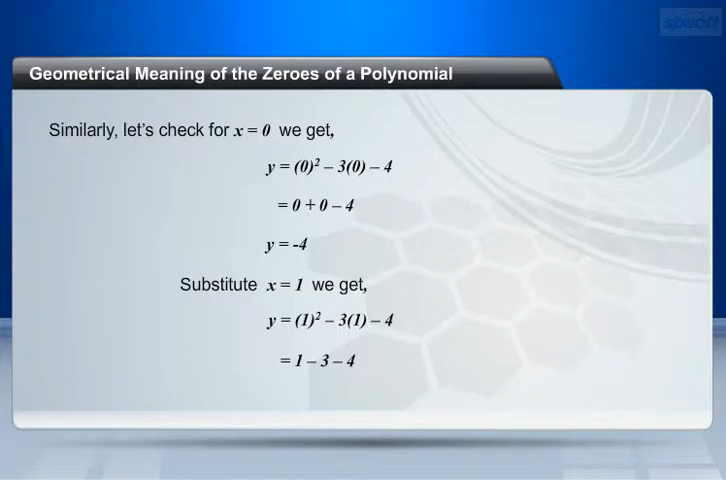 Geometrical Meaning of the Zeroes of a Polynomial
Similarly, let's check for x = 0 we get,
y = (0)² – 3(0) – 4
= 0 + 0 – 4
y = -4
Substitute x = 1 we get,
y = (1)² – 3(1) – 4
= 1 – 3 – 4